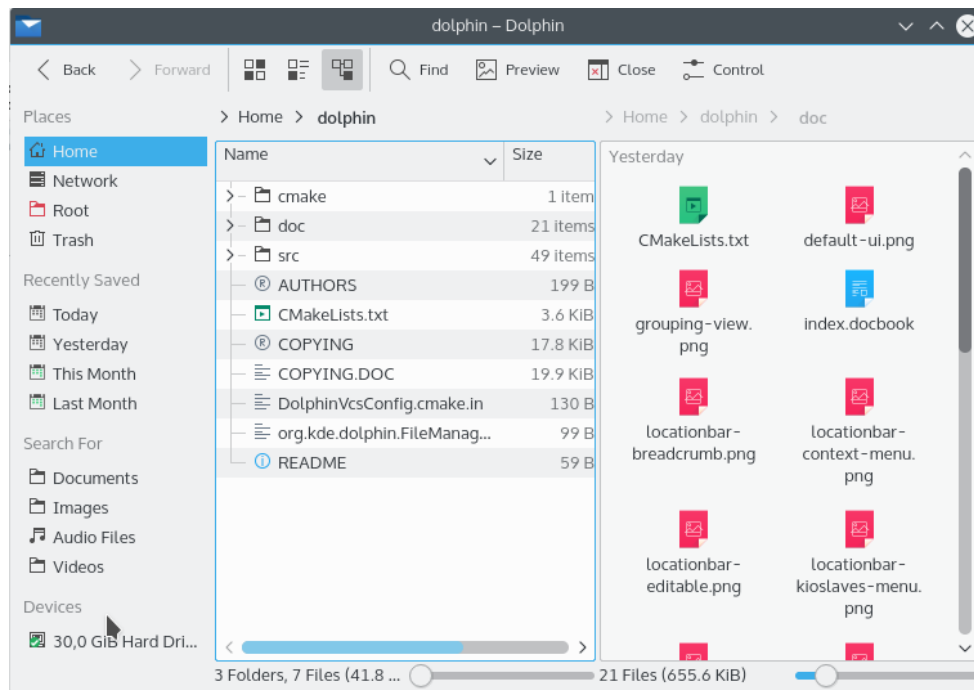 dolphin – Dolphin
Back Forward Find Preview Close Control
Places
Home
Network
Root
Trash
Recently Saved
Today
Yesterday
This Month
Last Month
Search For
Documents
Images
Audio Files
Videos
Devices
30,0 GiB Hard Dri...
> Home > dolphin
Name Size
cmake 1 item
doc 21 items
src 49 items
AUTHORS 199 B
CMakeLists.txt 3.6 KiB
COPYING 17.8 KiB
COPYING.DOC 19.9 KiB
DolphinVcsConfig.cmake.in 130 B
org.kde.dolphin.FileManag... 99 B
README 59 B
3 Folders, 7 Files (41.8 ...
> Home > dolphin > doc
Yesterday
CMakeLists.txt
default-ui.png
grouping-view.
png
index.docbook
locationbar-
breadcrumb.png
locationbar-
context-menu.
png
locationbar-
editable.png
locationbar-
kioslaves-menu.
png
21 Files (655.6 KiB)